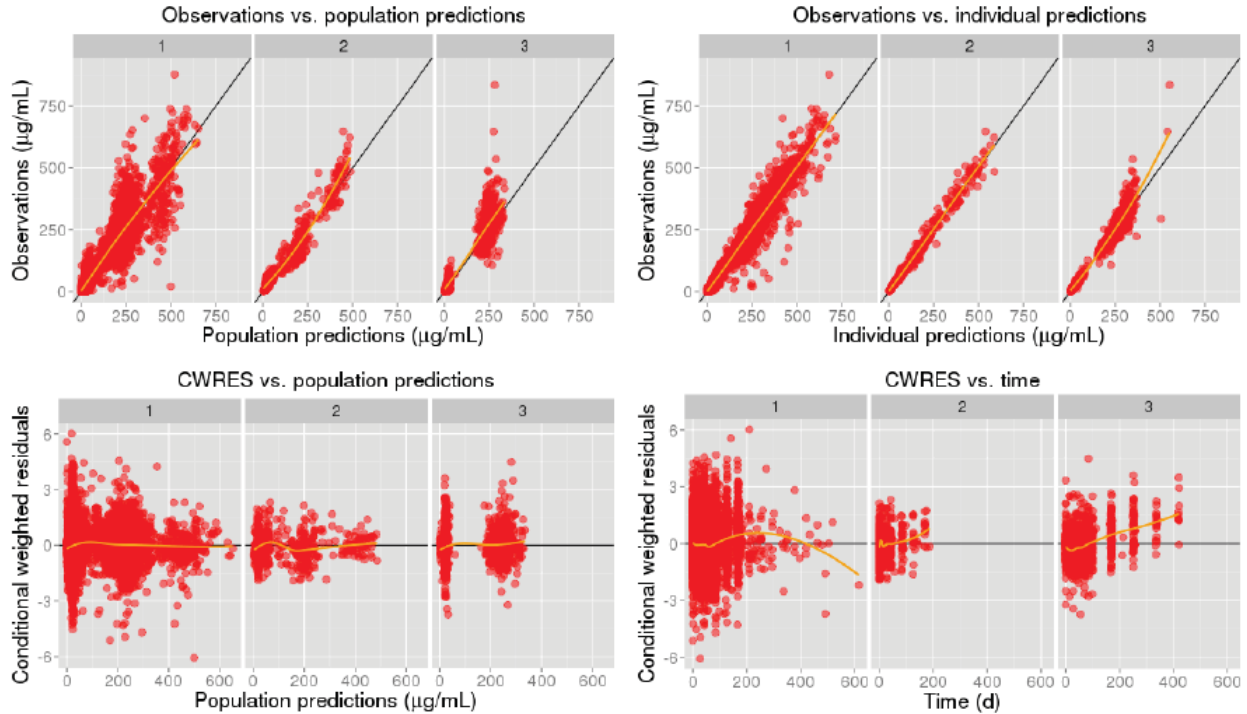 Observations vs. population predictions
1 2 3
Observations (µg/mL)
750
500
250
0
0 250 500 750 0 250 500 750 0 250 500 750
Population predictions (µg/mL)
Observations vs. individual predictions
1 2 3
Observations (µg/mL)
750
500
250
0
0 250 500 750 0 250 500 750 0 250 500 750
Individual predictions (µg/mL)
CWRES vs. population predictions
1 2 3
Conditional weighted residuals
6
3
0
-3
-6
0 200 400 600 0 200 400 600 0 200 400 600
Population predictions (µg/mL)
CWRES vs. time
1 2 3
Conditional weighted residuals
6
3
0
-3
-6
0 200 400 600 0 200 400 600 0 200 400 600
Time (d)